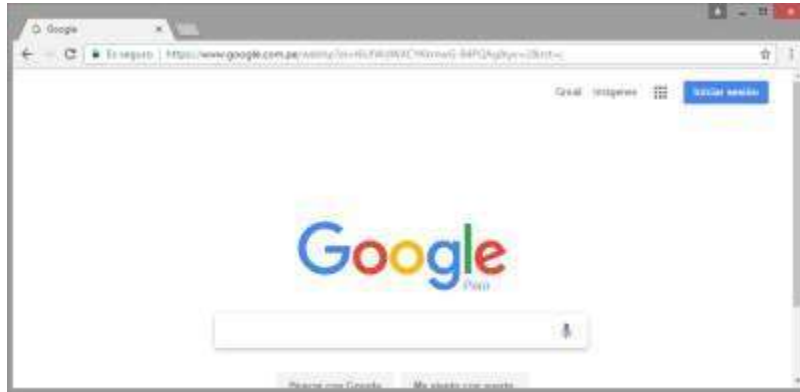 Google
Es seguro | https://www.google.com.pe
Gmail Imágenes Iniciar sesión
Google
Perú
Buscar con Google Me siento con suerte